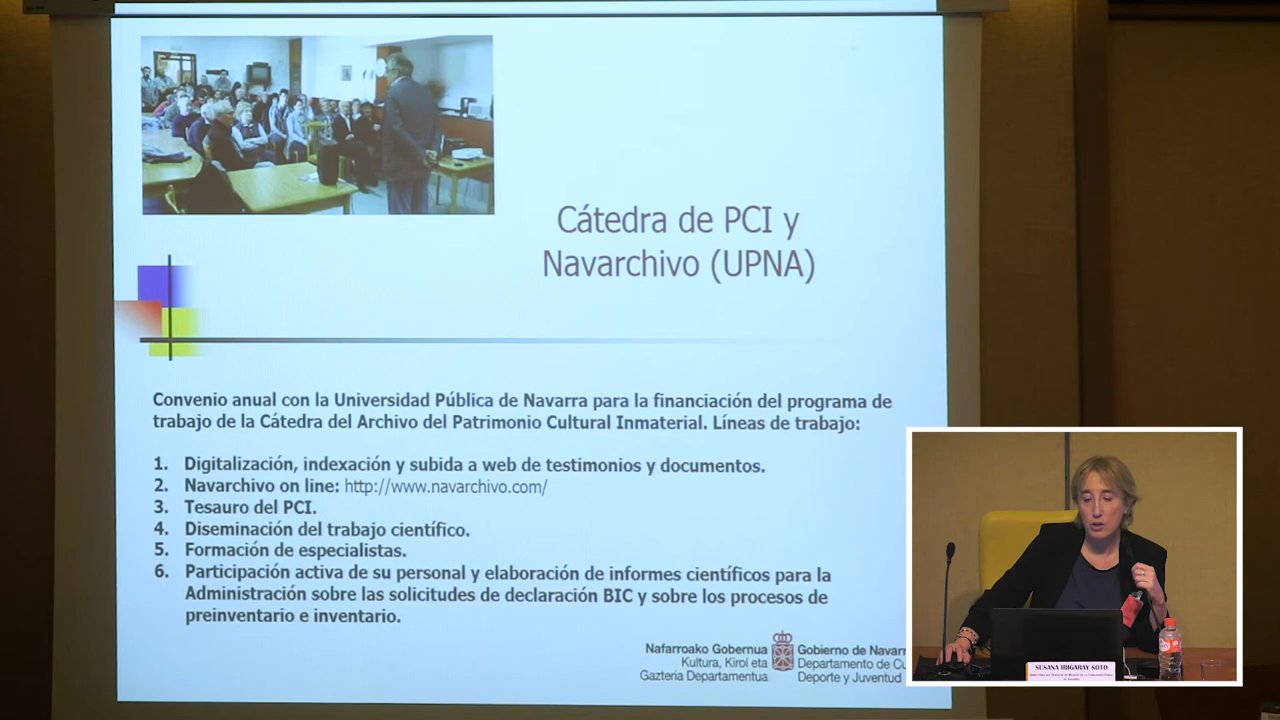 Cátedra de PCI y
Navarchivo (UPNA)
Convenio anual con la Universidad Pública de Navarra para la financiación del programa de
trabajo de la Cátedra del Archivo del Patrimonio Cultural Inmaterial. Líneas de trabajo:
1. Digitalización, indexación y subida a web de testimonios y documentos.
2. Navarchivo on line: http://www.navarchivo.com/
3. Tesauro del PCI.
4. Diseminación del trabajo científico.
5. Formación de especialistas.
6. Participación activa de su personal y elaboración de informes científicos para la
Administración sobre las solicitudes de declaración BIC y sobre los procesos de
preinventario e inventario.
Nafarroako Gobernua
Kultura, Kirol eta
Gazteria Departamentua
Gobierno de Navarr
Departamento de Cu
Deporte y Juventud
SUSANA IRIGARAY SOTO